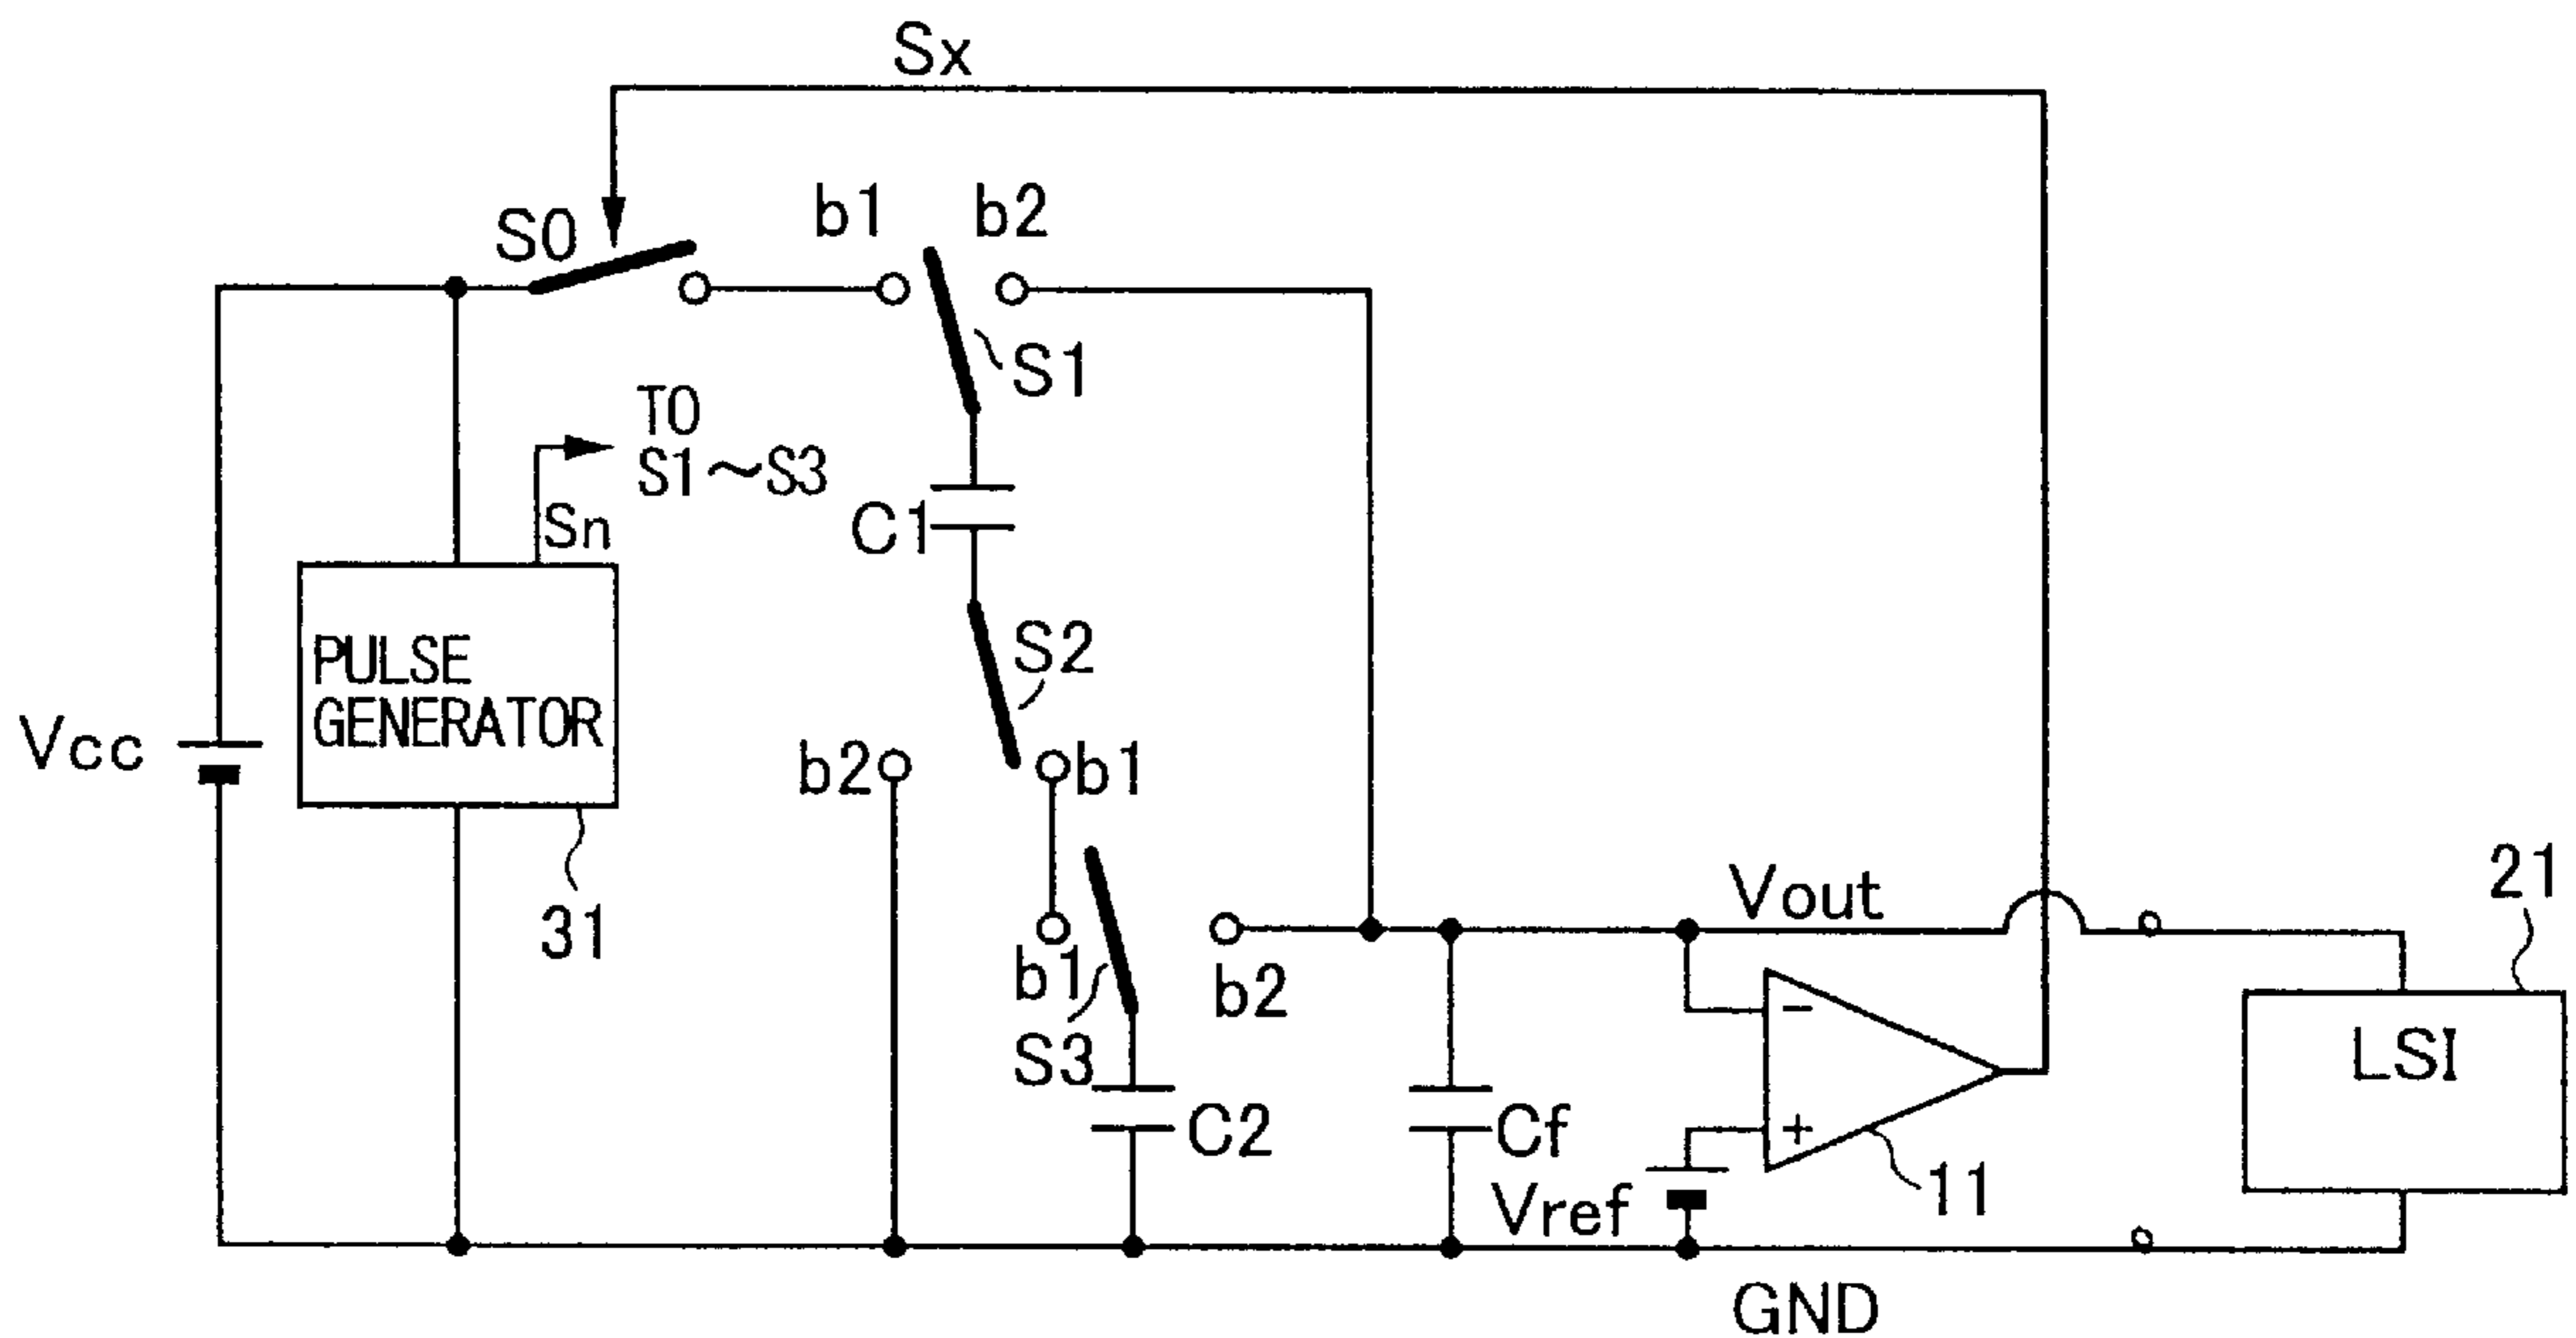 Sx
S0
b1
b2
S1
TO
S1~S3
Sn
C1
PULSE
GENERATOR
S2
Vcc
b2
b1
31
Vout
21
b1
b2
LSI
S3
C2
Cf
Vref
11
GND